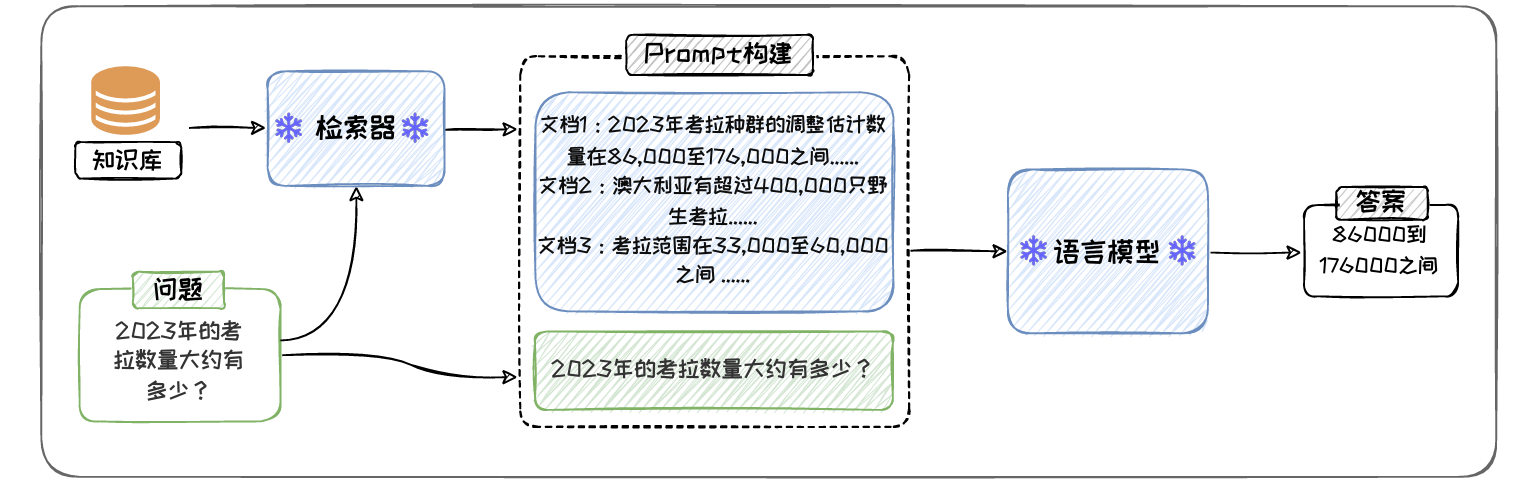 知识库
检索器
问题
2023年的考
拉数量大约有
多少？
Prompt构建
文档1：2023年考拉种群的调整估计数
量在86,000至176,000之间……
文档2：澳大利亚有超过400,000只野
生考拉……
文档3：考拉范围在33,000至60,000
之间 ……
2023年的考拉数量大约有多少？
语言模型
答案
86000到
176000之间